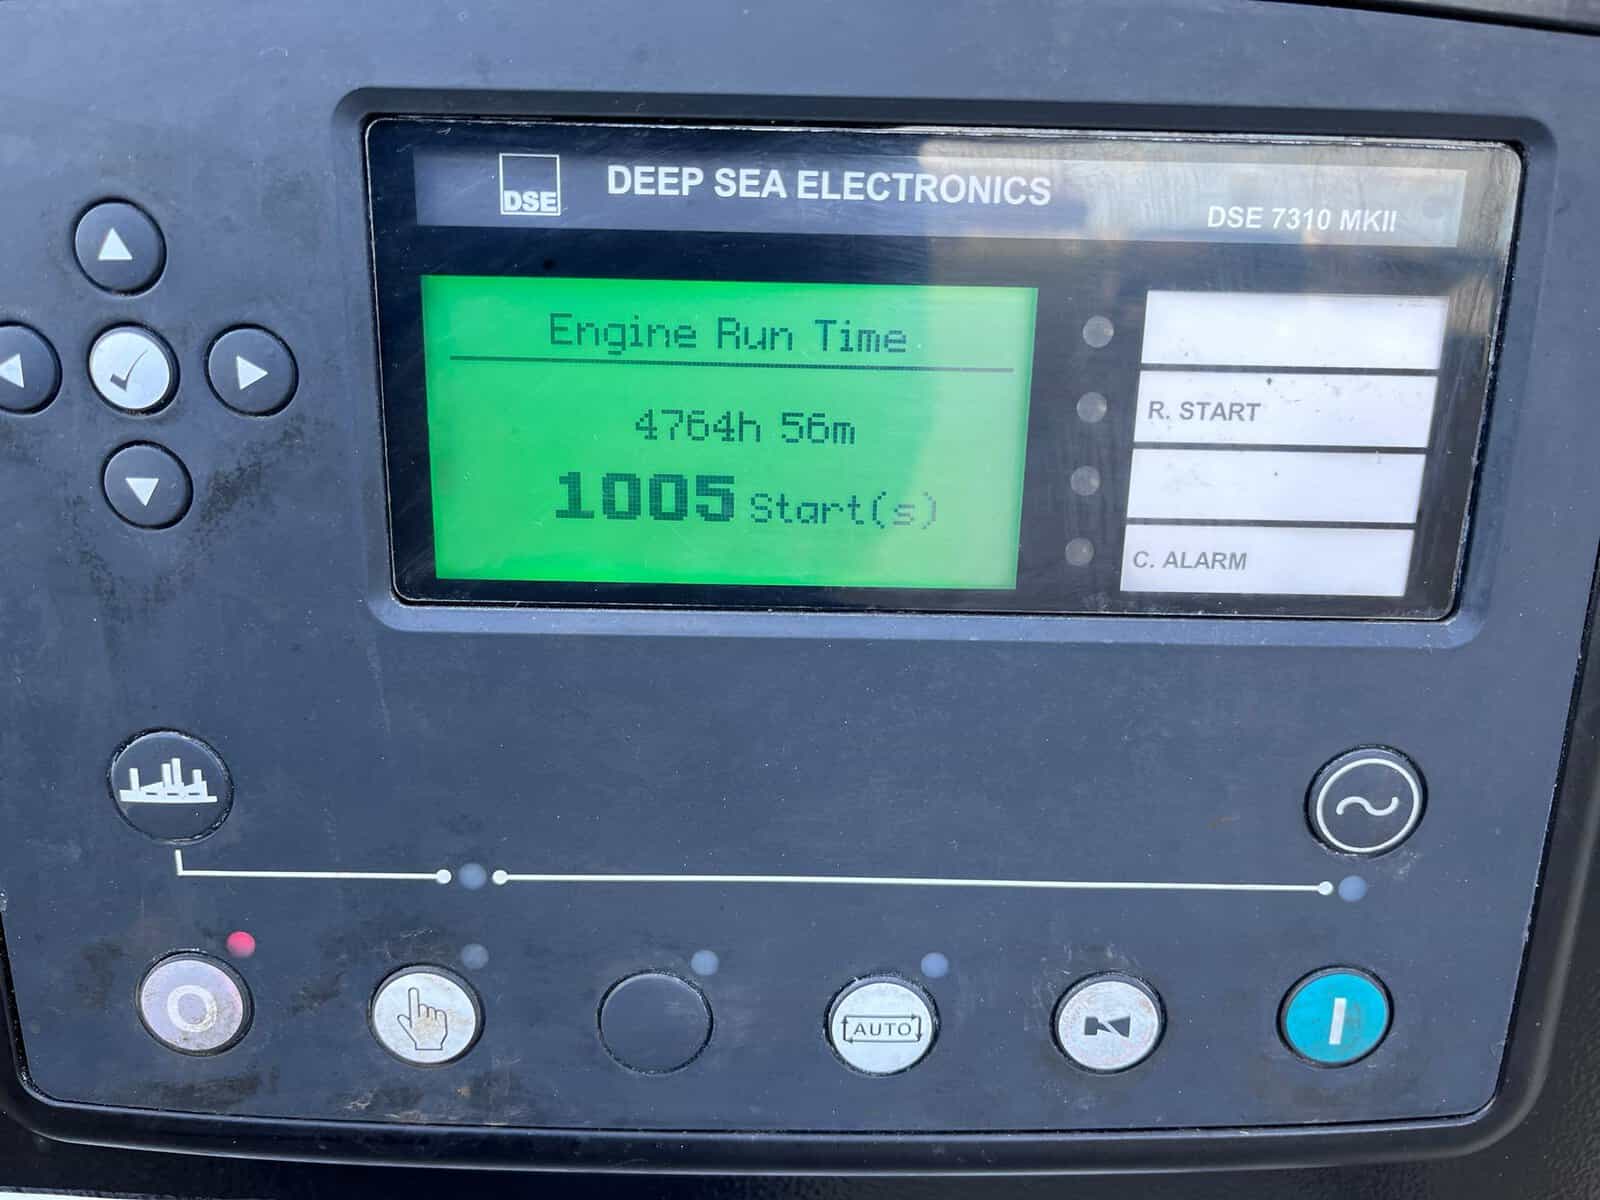 DSE
DEEP SEA ELECTRONICS
DSE 7310 MKII
Engine Run Time
4764h 56m
1005 Start(s)
R. START
C. ALARM
AUTO